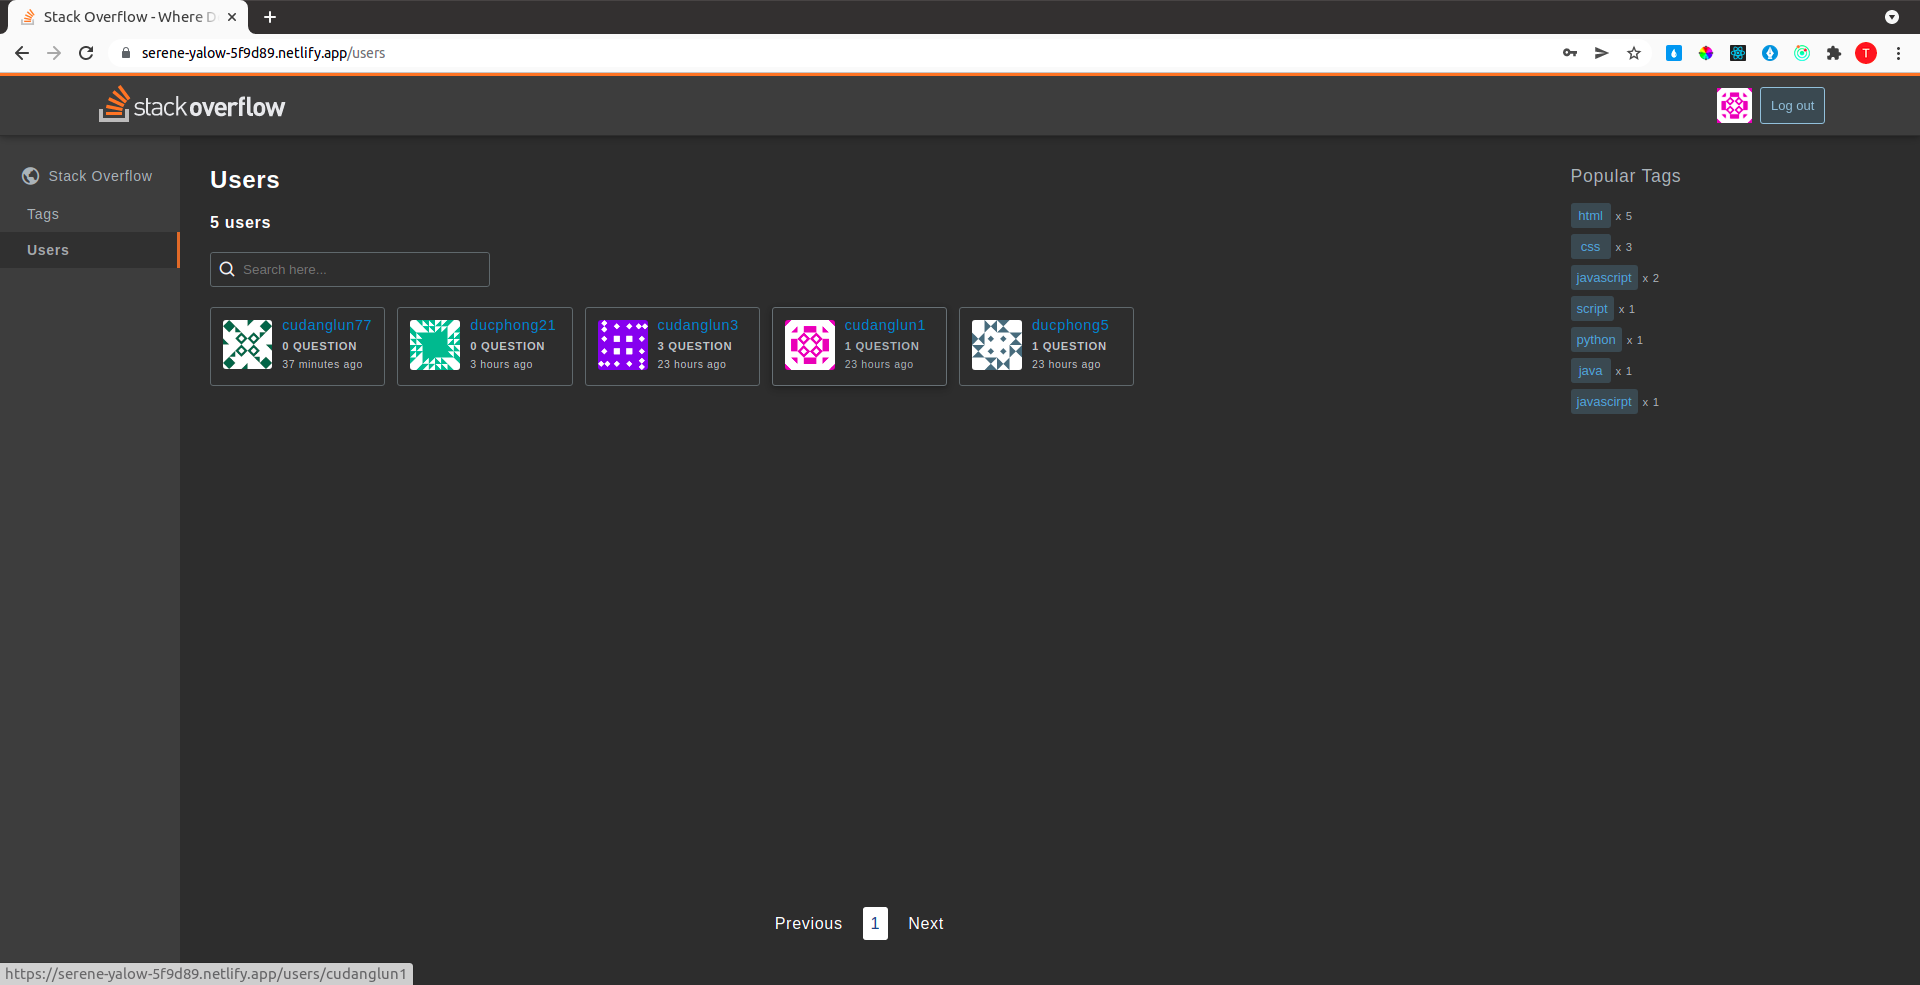 Stack Overflow - Where D
serene-yalow-5f9d89.netlify.app/users
T
stackoverflow
Log out
Stack Overflow
Tags
Users
Users
5 users
Search here...
cudanglun77
0 QUESTION
37 minutes ago
ducphong21
0 QUESTION
3 hours ago
cudanglun3
3 QUESTION
23 hours ago
cudanglun1
1 QUESTION
23 hours ago
ducphong5
1 QUESTION
23 hours ago
Popular Tags
html x 5
css x 3
javascript x 2
script x 1
python x 1
java x 1
javascirpt x 1
Previous 1 Next
https://serene-yalow-5f9d89.netlify.app/users/cudanglun1